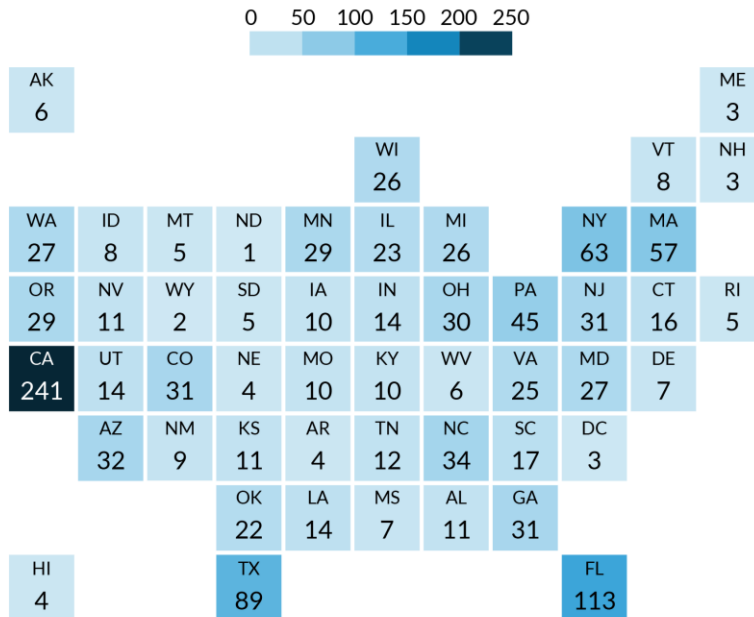 0 50 100 150 200 250
AK ME
6 3
WI VT NH
26 8 3
WA ID MT ND MN IL MI NY MA
27 8 5 1 29 23 26 63 57
OR NV WY SD IA IN OH PA NJ CT RI
29 11 2 5 10 14 30 45 31 16 5
CA UT CO NE MO KY WV VA MD DE
241 14 31 4 10 10 6 25 27 7
AZ NM KS AR TN NC SC DC
32 9 11 4 12 34 17 3
OK LA MS AL GA
22 14 7 11 31
HI TX FL
4 89 113